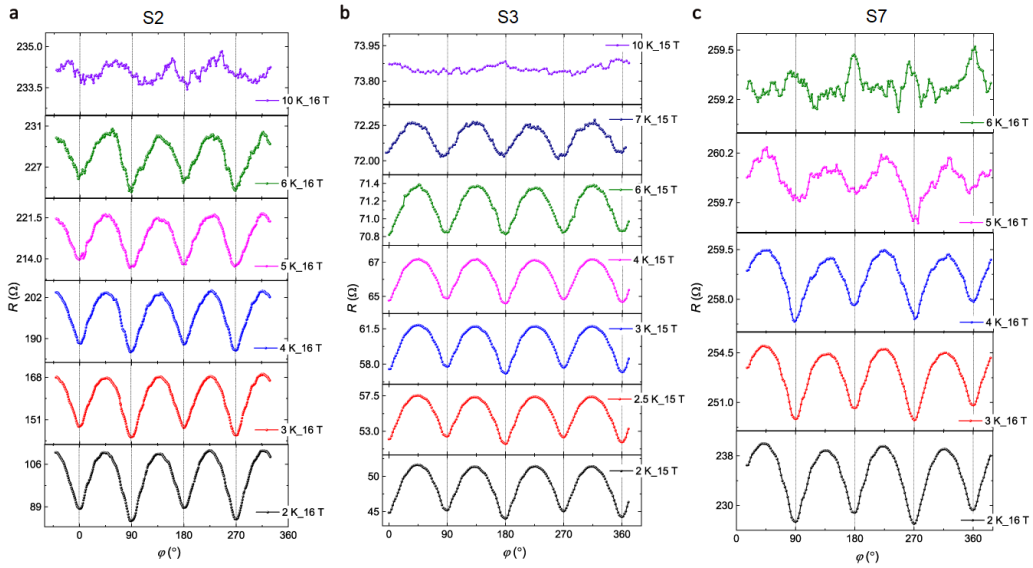 a
S2
235.0
233.5
10 K_16 T
231
227
6 K_16 T
221.5
214.0
5 K_16 T
202
190
4 K_16 T
168
151
3 K_16 T
106
89
2 K_16 T
R (Ω)
0 90 180 270 360
φ (°)
b
S3
73.95
73.80
10 K_15 T
72.25
72.00
7 K_15 T
71.4
71.0
70.8
6 K_15 T
67
65
4 K_15 T
61.5
58.0
3 K_15 T
57.5
53.0
2.5 K_15 T
50
45
2 K_15 T
R (Ω)
0 90 180 270 360
φ (°)
c
S7
259.5
259.2
6 K_16 T
260.2
259.7
5 K_16 T
259.5
258.0
4 K_16 T
254.5
251.0
3 K_16 T
238
230
2 K_16 T
R (Ω)
0 90 180 270 360
φ (°)